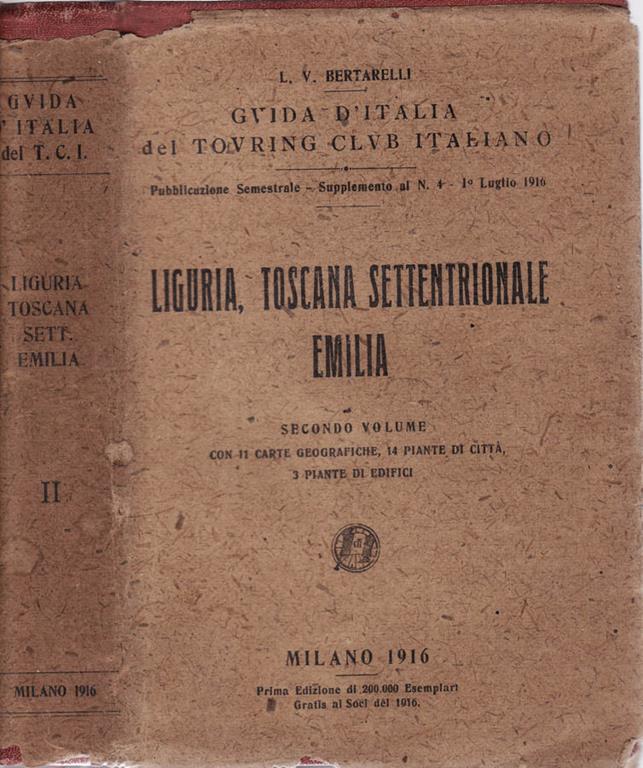 GVIDA
D' ITALIA
del T. C. I.
LIGURIA
TOSCANA
SETT.
EMILIA
II
MILANO 1916
L. V. BERTARELLI
GVIDA D'ITALIA
del TOVRING CLVB ITALIANO
Pubblicazione Semestrale - Supplemento al N. 4 - 1º Luglio 1916
LIGURIA, TOSCANA SETTENTRIONALE
EMILIA
SECONDO VOLUME
CON 11 CARTE GEOGRAFICHE, 14 PIANTE DI CITTÀ,
3 PIANTE DI EDIFICI
MILANO 1916
Prima Edizione di 200.000 Esemplari
Gratis ai Soci del 1916.